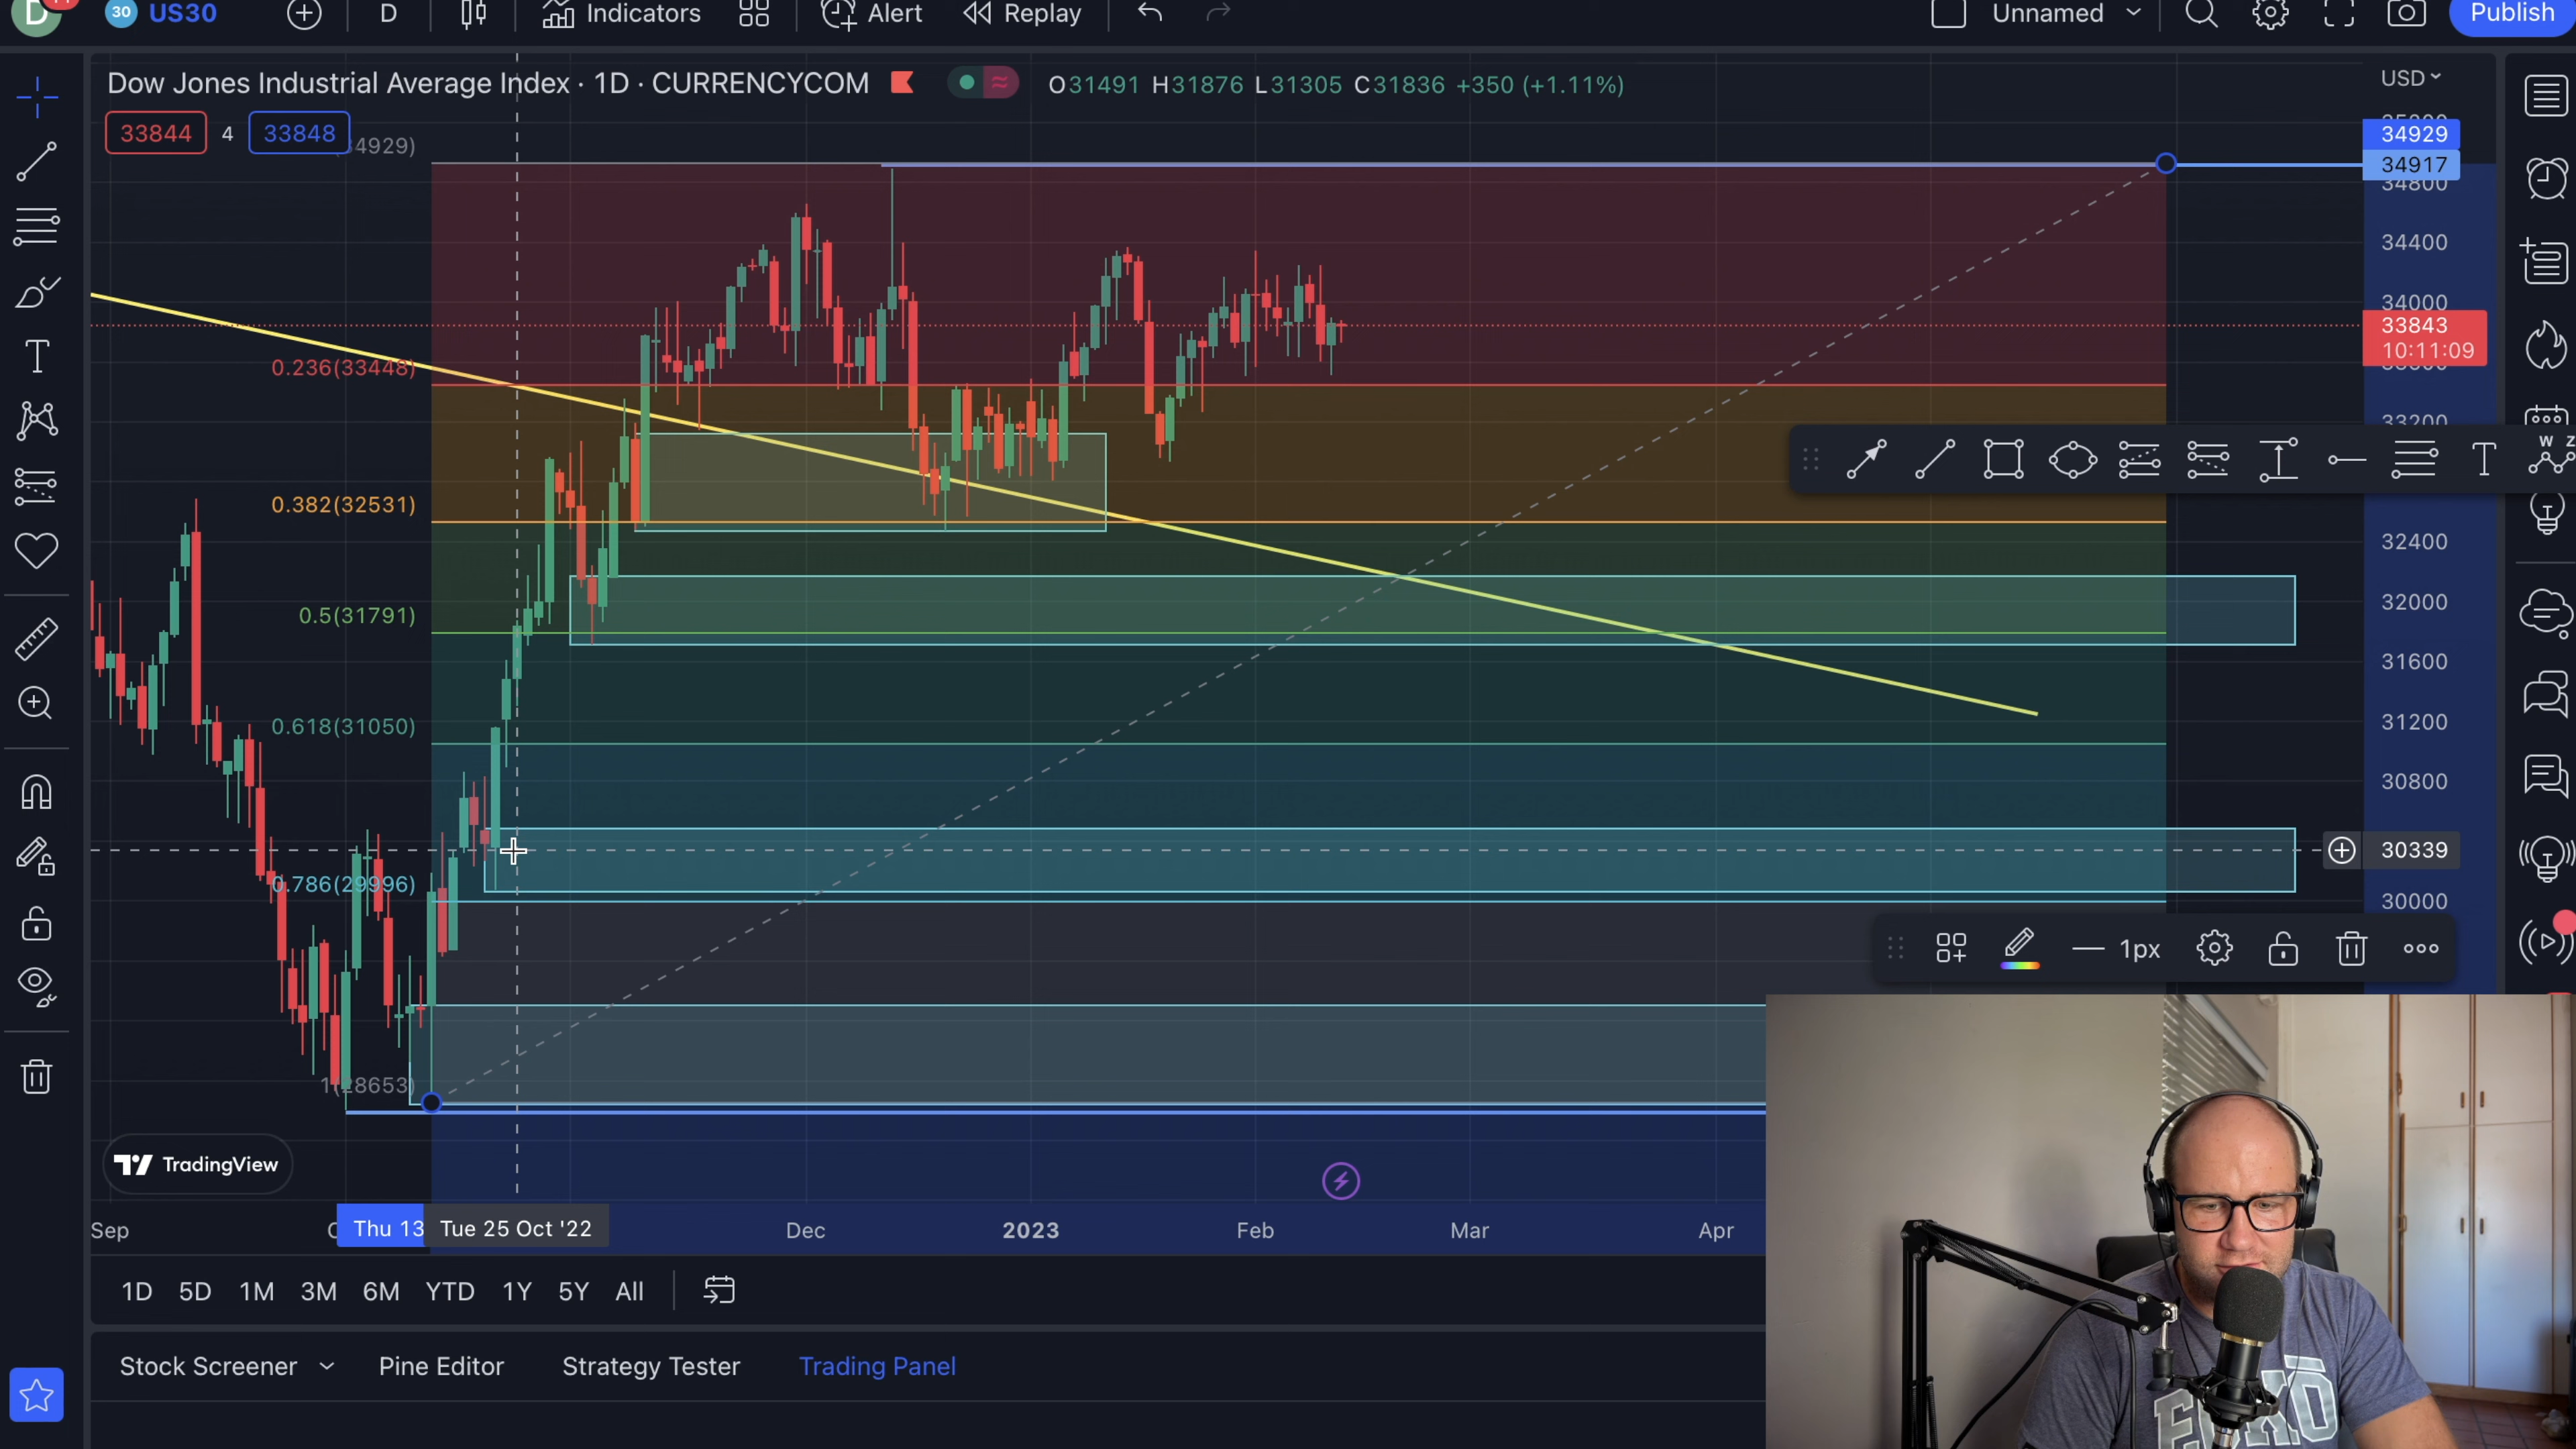 D
30 US30
D
Indicators
Alert
Replay
Unnamed
Publish
Dow Jones Industrial Average Index · 1D · CURRENCYCOM
O31491 H31876 L31305 C31836 +350 (+1.11%)
USD
33844
4
33848
34929
34917
34800
34400
34000
33843
10:11:09
33200
32400
32000
31600
31200
30800
30339
30000
0.236(33448)
0.382(32531)
0.5(31791)
0.618(31050)
0.786(29996)
1(28653)
W Z
T
1px
TradingView
Sep
Thu 13
Tue 25 Oct '22
Dec
2023
Feb
Mar
Apr
1D 5D 1M 3M 6M YTD 1Y 5Y All
Stock Screener
Pine Editor
Strategy Tester
Trading Panel